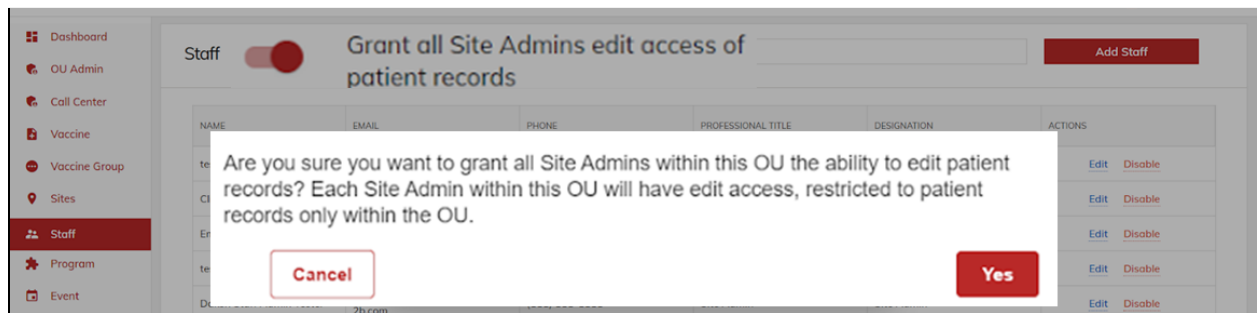 Dashboard
OU Admin
Call Center
Vaccine
Vaccine Group
Sites
Staff
Program
Event
Staff
Grant all Site Admins edit access of
patient records
Add Staff
NAME EMAIL PHONE PROFESSIONAL TITLE DESIGNATION ACTIONS
Are you sure you want to grant all Site Admins within this OU the ability to edit patient
records? Each Site Admin within this OU will have edit access, restricted to patient
records only within the OU.
Cancel Yes
Edit Disable
Edit Disable
Edit Disable
Edit Disable
2b.com
Edit Disable